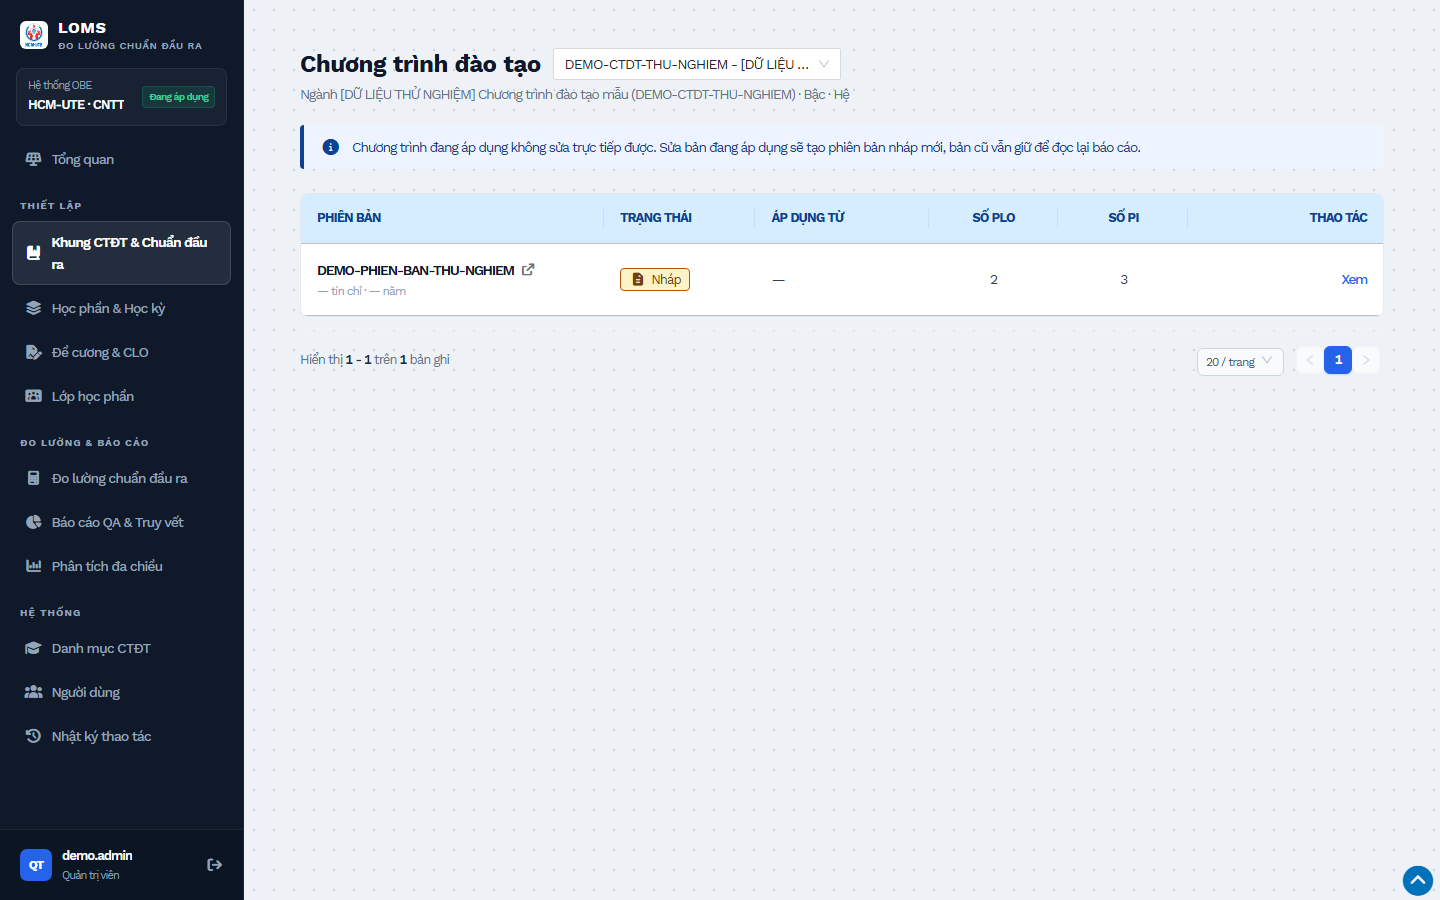 HCM-UTE
LOMS
ĐO LƯỜNG CHUẨN ĐẦU RA
Hệ thống OBE
HCM-UTE · CNTT
Đang áp dụng
Tổng quan
THIẾT LẬP
Khung CTĐT & Chuẩn đầu
ra
Học phần & Học kỳ
Đề cương & CLO
Lớp học phần
ĐO LƯỜNG & BÁO CÁO
Đo lường chuẩn đầu ra
Báo cáo QA & Truy vết
Phân tích đa chiều
HỆ THỐNG
Danh mục CTĐT
Người dùng
Nhật ký thao tác
QT
demo.admin
Quản trị viên
Chương trình đào tạo
DEMO-CTDT-THU-NGHIEM - [DỮ LIỆU ...
Ngành [DỮ LIỆU THỬ NGHIỆM] Chương trình đào tạo mẫu (DEMO-CTDT-THU-NGHIEM) · Bậc · Hệ
Chương trình đang áp dụng không sửa trực tiếp được. Sửa bản đang áp dụng sẽ tạo phiên bản nháp mới, bản cũ vẫn giữ để đọc lại báo cáo.
PHIÊN BẢN TRẠNG THÁI ÁP DỤNG TỪ SỐ PLO SỐ PI THAO TÁC
DEMO-PHIEN-BAN-THU-NGHIEM Nháp — 2 3 Xem
— tín chỉ · — năm
Hiển thị 1 - 1 trên 1 bản ghi
20 / trang
1